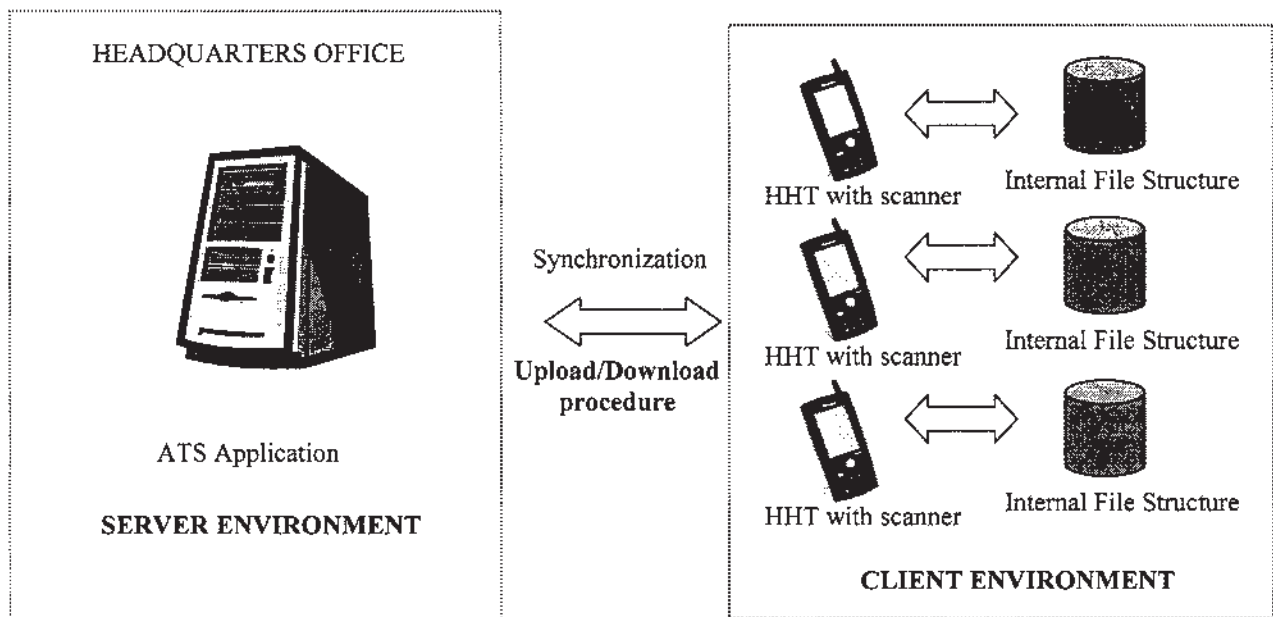 HEADQUARTERS OFFICE
ATS Application
SERVER ENVIRONMENT
Synchronization
Upload/Download
procedure
HHT with scanner
Internal File Structure
HHT with scanner
Internal File Structure
HHT with scanner
Internal File Structure
CLIENT ENVIRONMENT